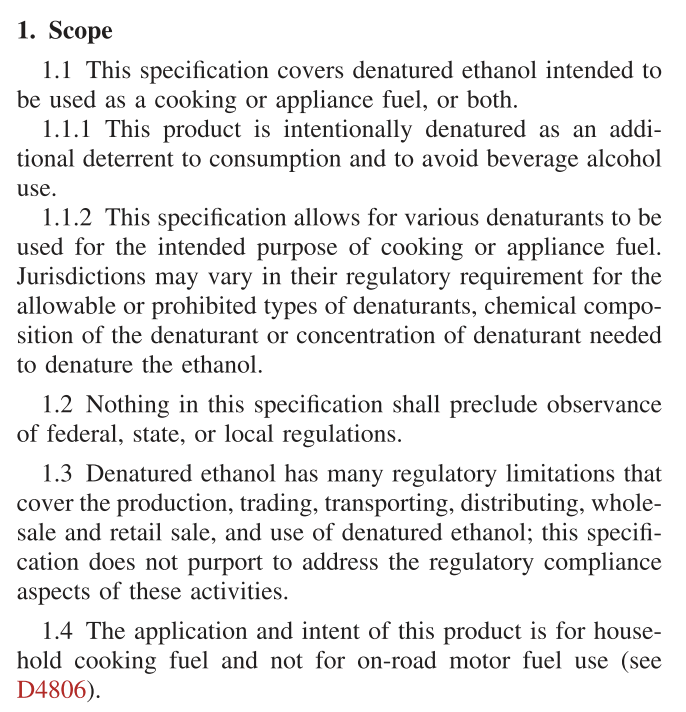 1. Scope
1.1 This specification covers denatured ethanol intended to
be used as a cooking or appliance fuel, or both.
1.1.1 This product is intentionally denatured as an addi-
tional deterrent to consumption and to avoid beverage alcohol
use.
1.1.2 This specification allows for various denaturants to be
used for the intended purpose of cooking or appliance fuel.
Jurisdictions may vary in their regulatory requirement for the
allowable or prohibited types of denaturants, chemical compo-
sition of the denaturant or concentration of denaturant needed
to denature the ethanol.
1.2 Nothing in this specification shall preclude observance
of federal, state, or local regulations.
1.3 Denatured ethanol has many regulatory limitations that
cover the production, trading, transporting, distributing, whole-
sale and retail sale, and use of denatured ethanol; this specifi-
cation does not purport to address the regulatory compliance
aspects of these activities.
1.4 The application and intent of this product is for house-
hold cooking fuel and not for on-road motor fuel use (see
D4806).